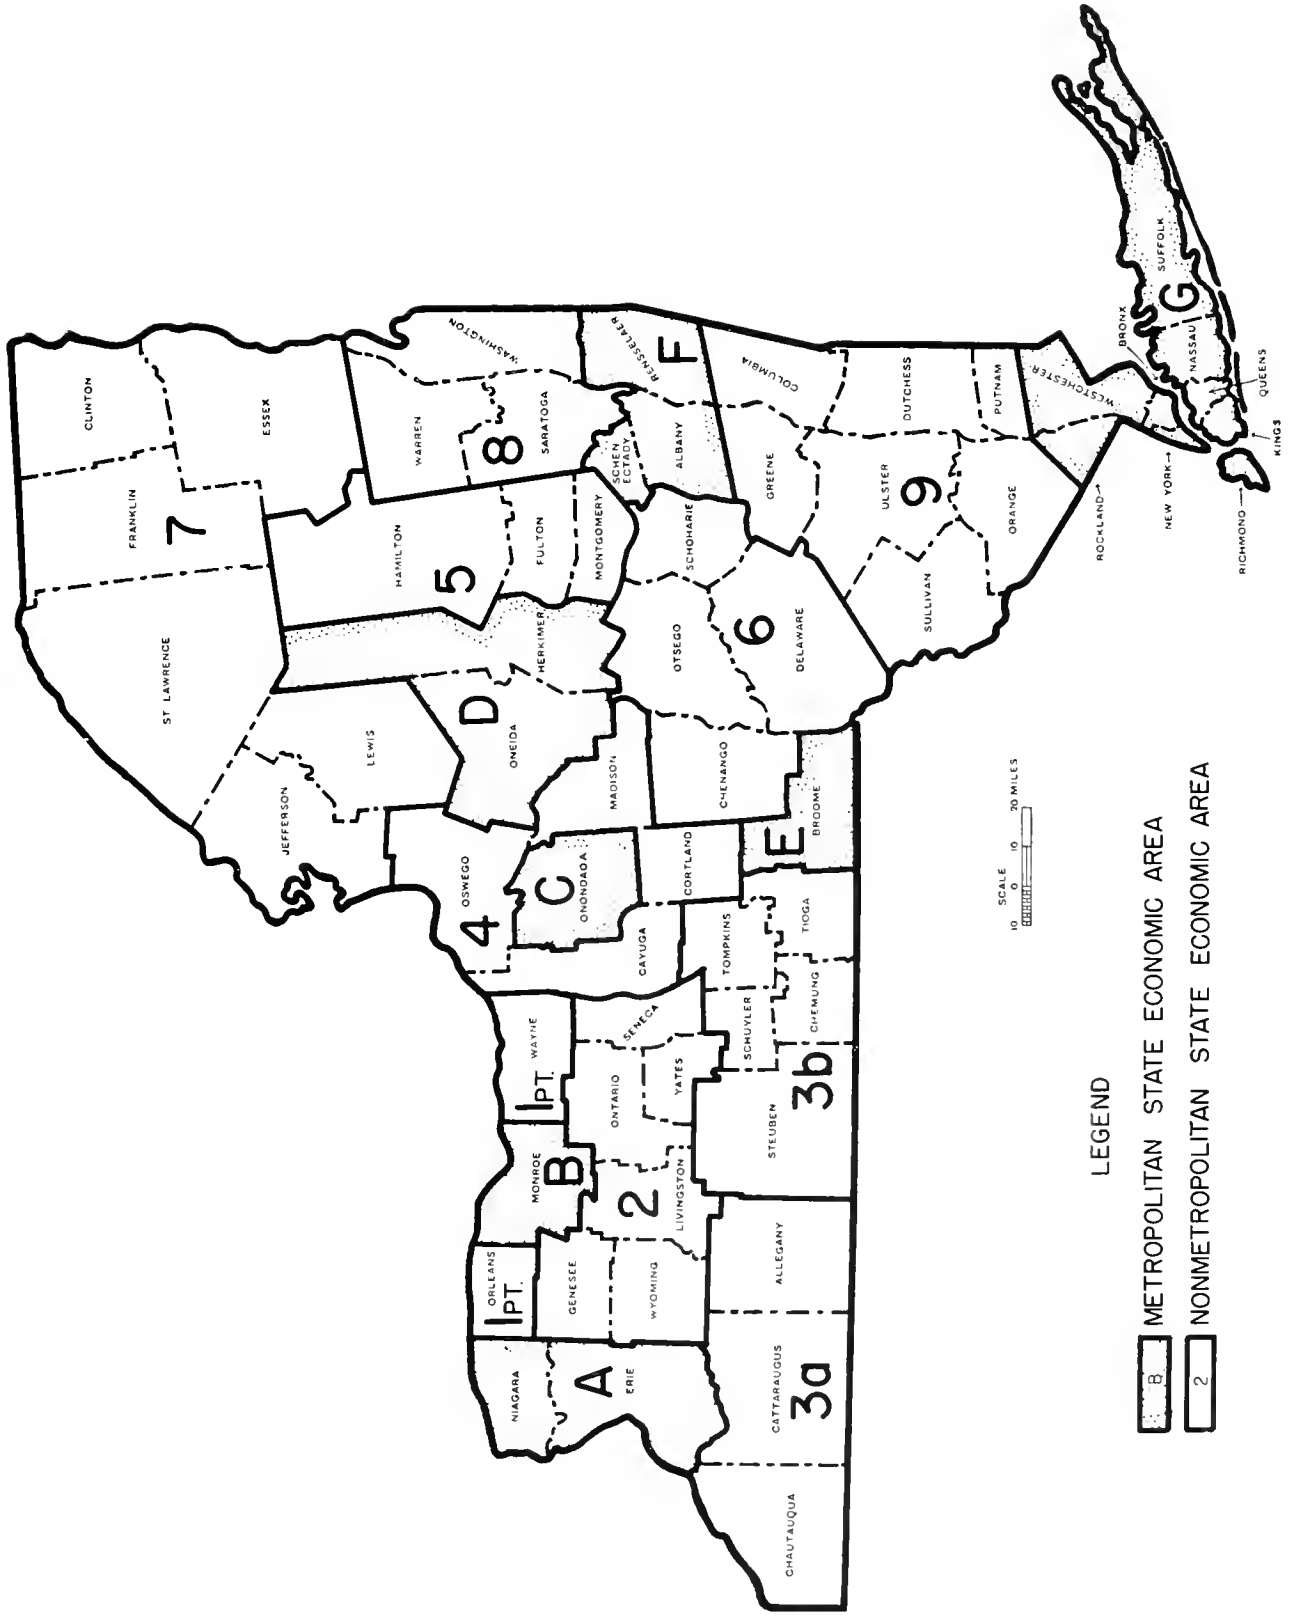 CLINTON
FRANKLIN
7
ST LAWRENCE
ESSEX
JEFFERSON
LEWIS
HAMILTON
5
WARREN
WASHINGTON
8
SARATOGA
FULTON
MONTGOMERY
HERKIMER
D
ONEIDA
OSWEGO
4
C
ONONDAGA
MADISON
CAYUGA
CORTLAND
WAYNE
1 PT.
SENECA
ONTARIO
YATES
MONROE
B
2
LIVINGSTON
ORLEANS
1 PT.
GENESEE
WYOMING
NIAGARA
A
ERIE
CHAUTAUQUA
CATTARAUGUS
3a
ALLEGANY
STEUBEN
3b
SCHUYLER
CHEMUNG
TOMPKINS
TIOGA
E
BROOME
CHENANGO
OTSEGO
6
DELAWARE
SCHOHARIE
SCHEN
ECTADY
ALBANY
RENSSELAER
F
GREENE
COLUMBIA
ULSTER
9
DUTCHESS
SULLIVAN
ORANGE
PUTNAM
WESTCHESTER
ROCKLAND
BRONX
NEW YORK
RICHMOND
KINGS
QUEENS
NASSAU
G
SUFFOLK
SCALE
10 0 10 20 MILES
LEGEND
B METROPOLITAN STATE ECONOMIC AREA
2 NONMETROPOLITAN STATE ECONOMIC AREA